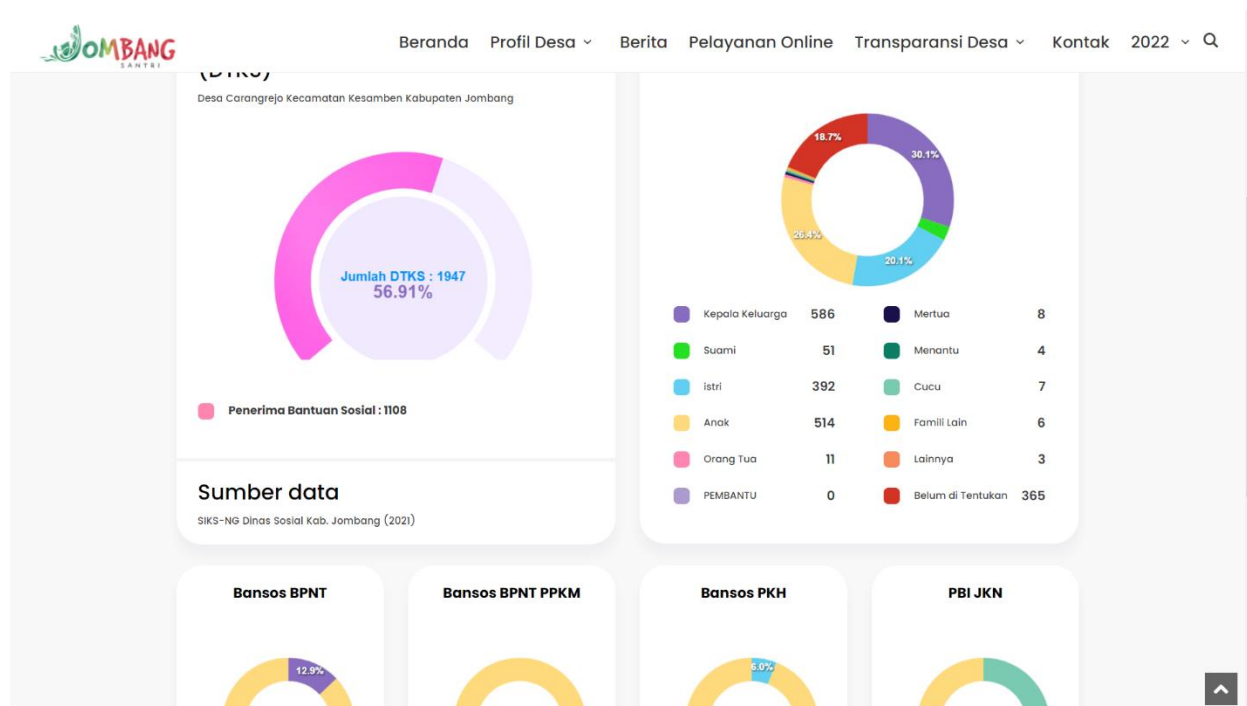 JOMBANG
SANTRI
Beranda Profil Desa Berita Pelayanan Online Transparansi Desa Kontak 2022
(DTKS)
Desa Carangrejo Kecamatan Kesamben Kabupaten Jombang
Jumlah DTKS : 1947
56.91%
Penerima Bantuan Sosial : 1108
Sumber data
SIKS-NG Dinas Sosial Kab. Jombang (2021)
18.7%
30.1%
26.4%
20.1%
Kepala Keluarga 586
Suami 51
istri 392
Anak 514
Orang Tua 11
PEMBANTU 0
Mertua 8
Menantu 4
Cucu 7
Famili Lain 6
Lainnya 3
Belum di Tentukan 365
Bansos BPNT
12.9%
Bansos BPNT PPKM
Bansos PKH
6.0%
PBI JKN